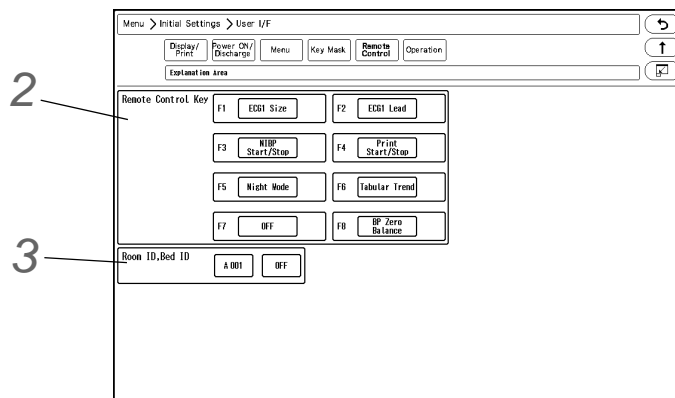 Menu > Initial Settings > User I/F
Display/
Print
Power ON/
Discharge
Menu
Key Mask
Remote
Control
Operation
Explanation Area
2
Remote Control Key
F1 ECG1 Size
F2 ECG1 Lead
F3 NIBP
Start/Stop
F4 Print
Start/Stop
F5 Night Mode
F6 Tabular Trend
F7 OFF
F8 BP Zero
Balance
3
Room ID,Bed ID
A 001
OFF